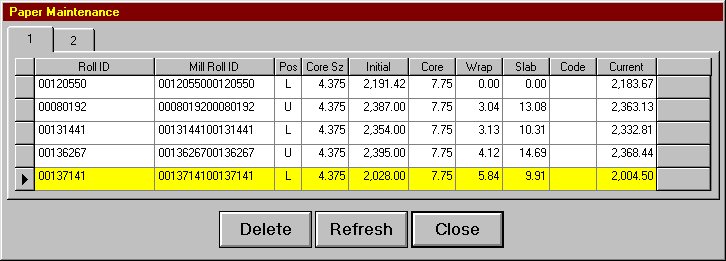 Paper Maintenance
1 2
Roll ID Mill Roll ID Pos Core Sz Initial Core Wrap Slab Code Current
00120550 0012055000120550 L 4.375 2,191.42 7.75 0.00 0.00 2,183.67
00080192 0008019200080192 U 4.375 2,387.00 7.75 3.04 13.08 2,363.13
00131441 0013144100131441 L 4.375 2,354.00 7.75 3.13 10.31 2,332.81
00136267 0013626700136267 U 4.375 2,395.00 7.75 4.12 14.69 2,368.44
00137141 0013714100137141 L 4.375 2,028.00 7.75 5.84 9.91 2,004.50
Delete Refresh Close